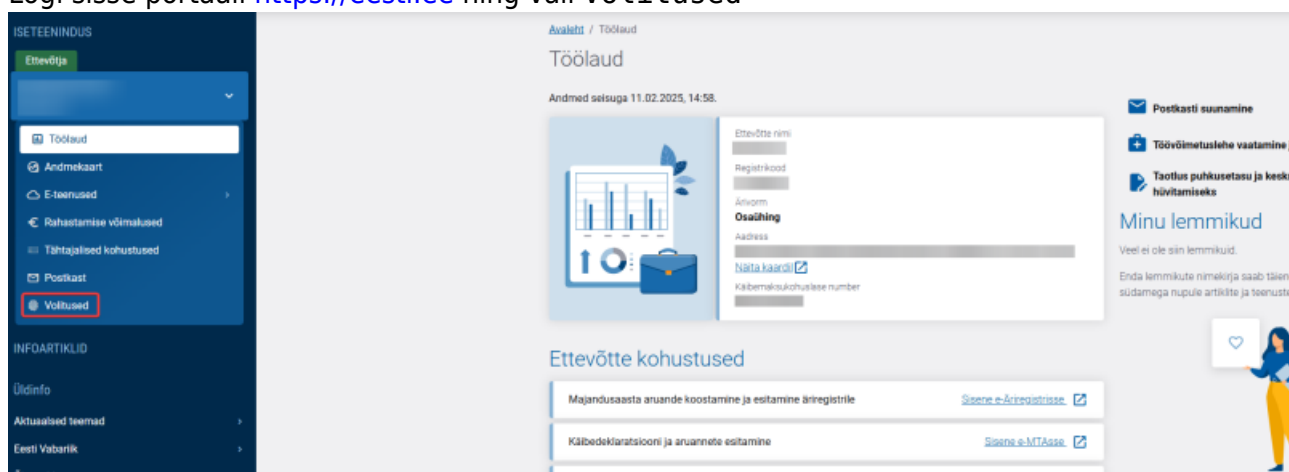 Logi sisse portaali https://eesti.ee ning vali Volitused
ISETEENINDUS
Ettevõtja
Töölaud
Andmekaart
E-teenused
Rahastamise võimalused
Tähtajalised kohustused
Postkast
Volitused
INFOARTIKLID
Üldinfo
Aktuaalsed teemad
Eesti Vabariik
Avaleht / Töölaud
Töölaud
Andmed seisuga 11.02.2025, 14:58.
Ettevõtte nimi
Registrikood
Ärivorm
Osaühing
Aadress
Näita kaardil
Käibemaksukohuslase number
Ettevõtte kohustused
Majandusaasta aruande koostamine ja esitamine äriregistrile
Sisene e-Äriregistrisse
Käibedeklaratsiooni ja aruannete esitamine
Sisene e-MTAsse
Postkasti suunamine
Töövõimetuslehe vaatamine
Taotlus puhkusetasu ja
hüvitamiseks
Minu lemmikud
Veel ei ole siin lemmikuid.
Enda lemmikute nimekirja saab
südamega nupule artiklite ja